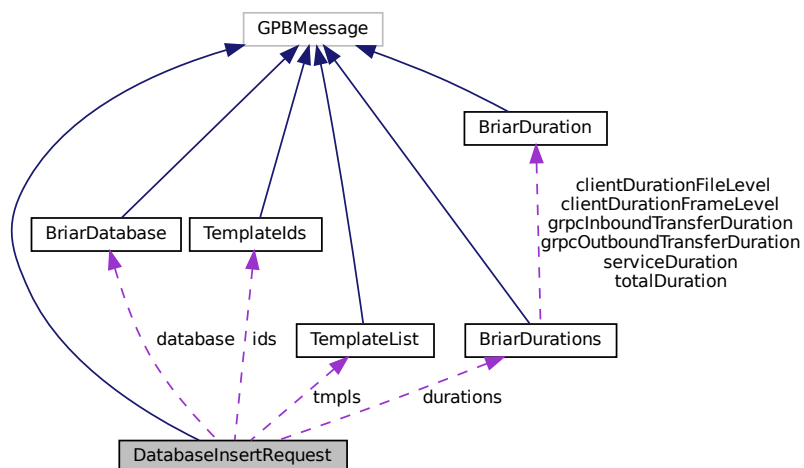 GPBMessage
BriarDuration
clientDurationFileLevel
clientDurationFrameLevel
grpcInboundTransferDuration
grpcOutboundTransferDuration
serviceDuration
totalDuration
BriarDatabase
TemplateIds
database
ids
TemplateList
BriarDurations
tmpls
durations
DatabaseInsertRequest